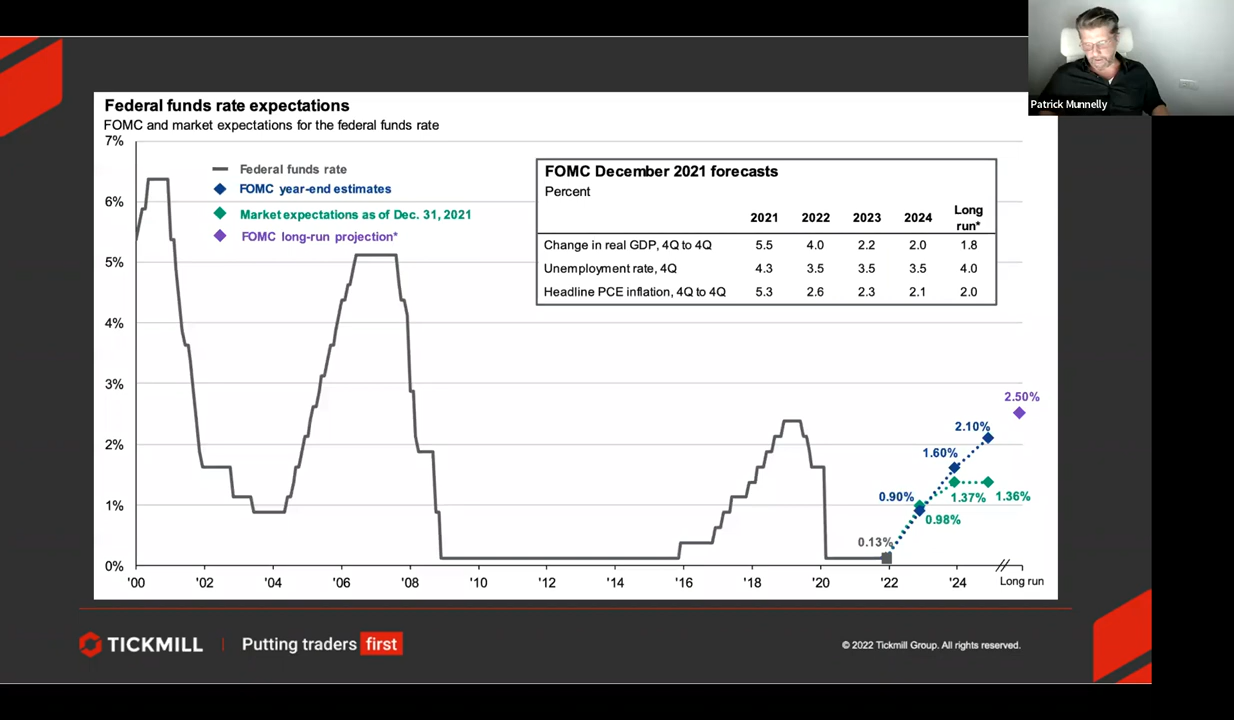 Patrick Munnelly
Federal funds rate expectations
FOMC and market expectations for the federal funds rate
7%
6%
5%
4%
3%
2%
1%
0%
Federal funds rate
FOMC year-end estimates
Market expectations as of Dec. 31, 2021
FOMC long-run projection*
FOMC December 2021 forecasts
Percent
2021 2022 2023 2024 Long run*
Change in real GDP, 4Q to 4Q 5.5 4.0 2.2 2.0 1.8
Unemployment rate, 4Q 4.3 3.5 3.5 3.5 4.0
Headline PCE inflation, 4Q to 4Q 5.3 2.6 2.3 2.1 2.0
2.50%
2.10%
1.60%
0.90%
1.37% 1.36%
0.98%
0.13%
'00 '02 '04 '06 '08 '10 '12 '14 '16 '18 '20 '22 '24 Long run
TICKMILL | Putting traders first
© 2022 Tickmill Group. All rights reserved.